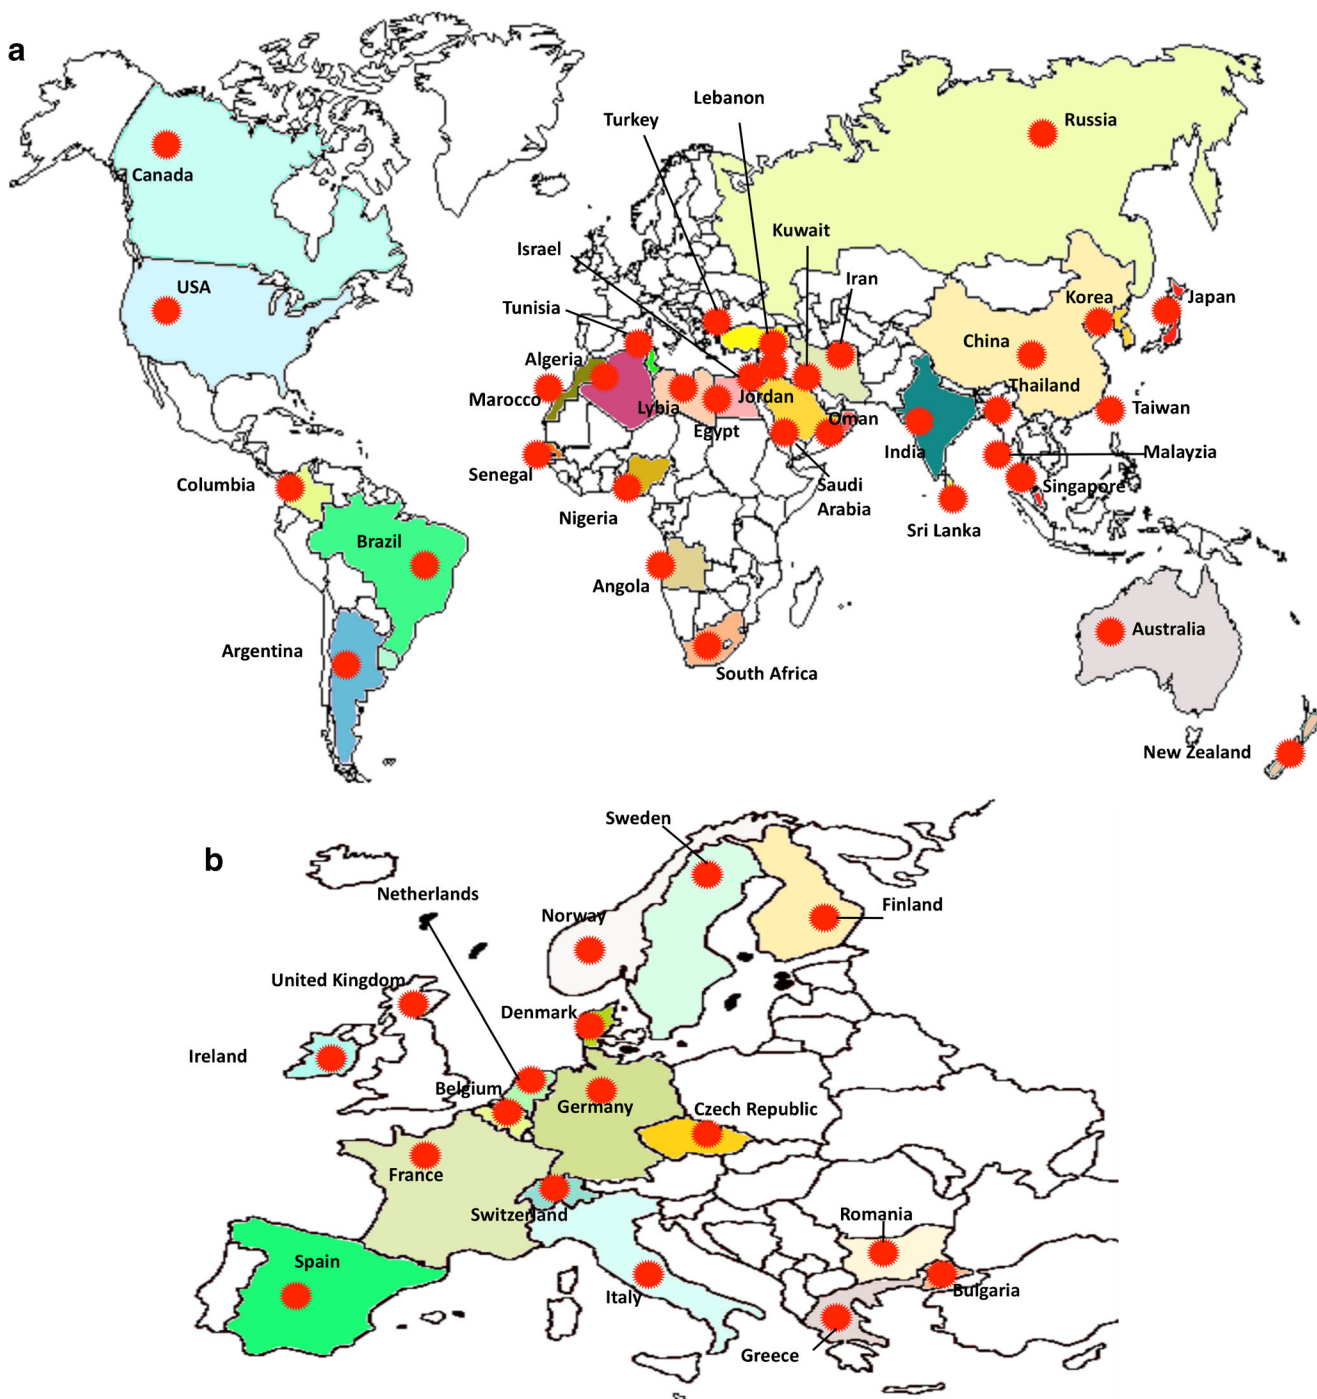 a
Lebanon
Turkey
Russia
Canada
Kuwait
Israel
Iran
USA
Tunisia
Korea
Japan
China
Algeria
Marocco
Jordan
Thailand
Lybia
Taiwan
Oman
Egypt
India
Malayzia
Senegal
Columbia
Saudi
Arabia
Singapore
Nigeria
Sri Lanka
Brazil
Angola
Australia
Argentina
South Africa
New Zealand
b
Sweden
Netherlands
Finland
Norway
United Kingdom
Denmark
Ireland
Belgium
Germany
Czech Republic
France
Switzerland
Romania
Spain
Italy
Bulgaria
Greece